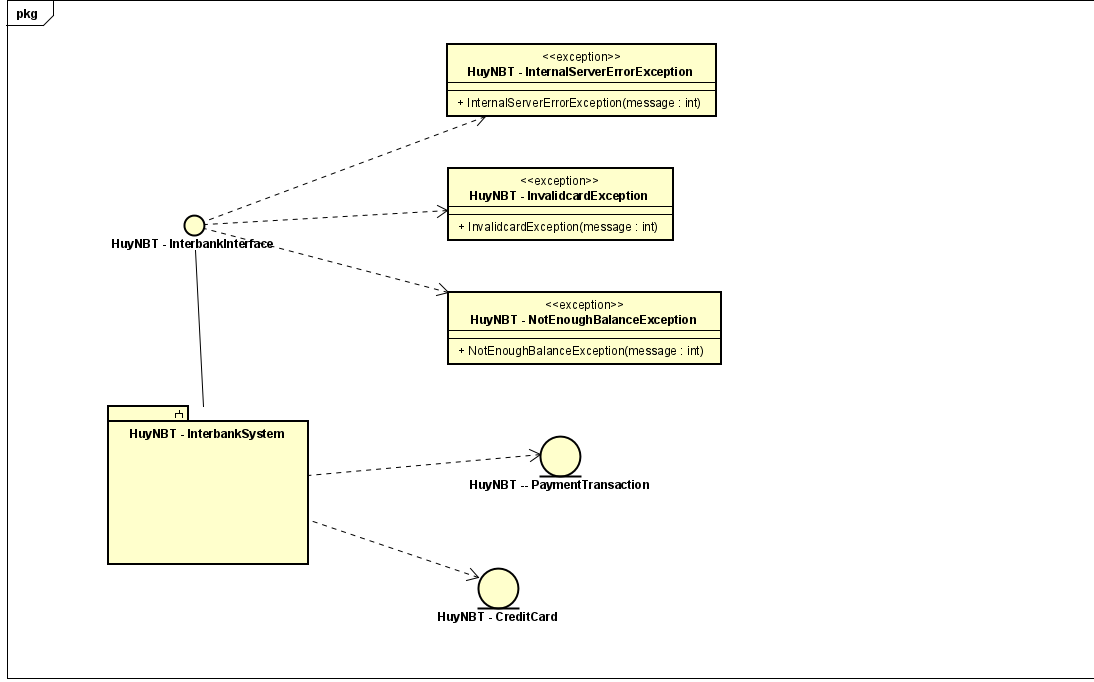 pkg
<<exception>>
HuyNBT - InternalServerErrorException
+ InternalServerErrorException(message : int)
<<exception>>
HuyNBT - InvalidcardException
+ InvalidcardException(message : int)
HuyNBT - InterbankInterface
<<exception>>
HuyNBT - NotEnoughBalanceException
+ NotEnoughBalanceException(message : int)
HuyNBT - InterbankSystem
HuyNBT -- PaymentTransaction
HuyNBT - CreditCard